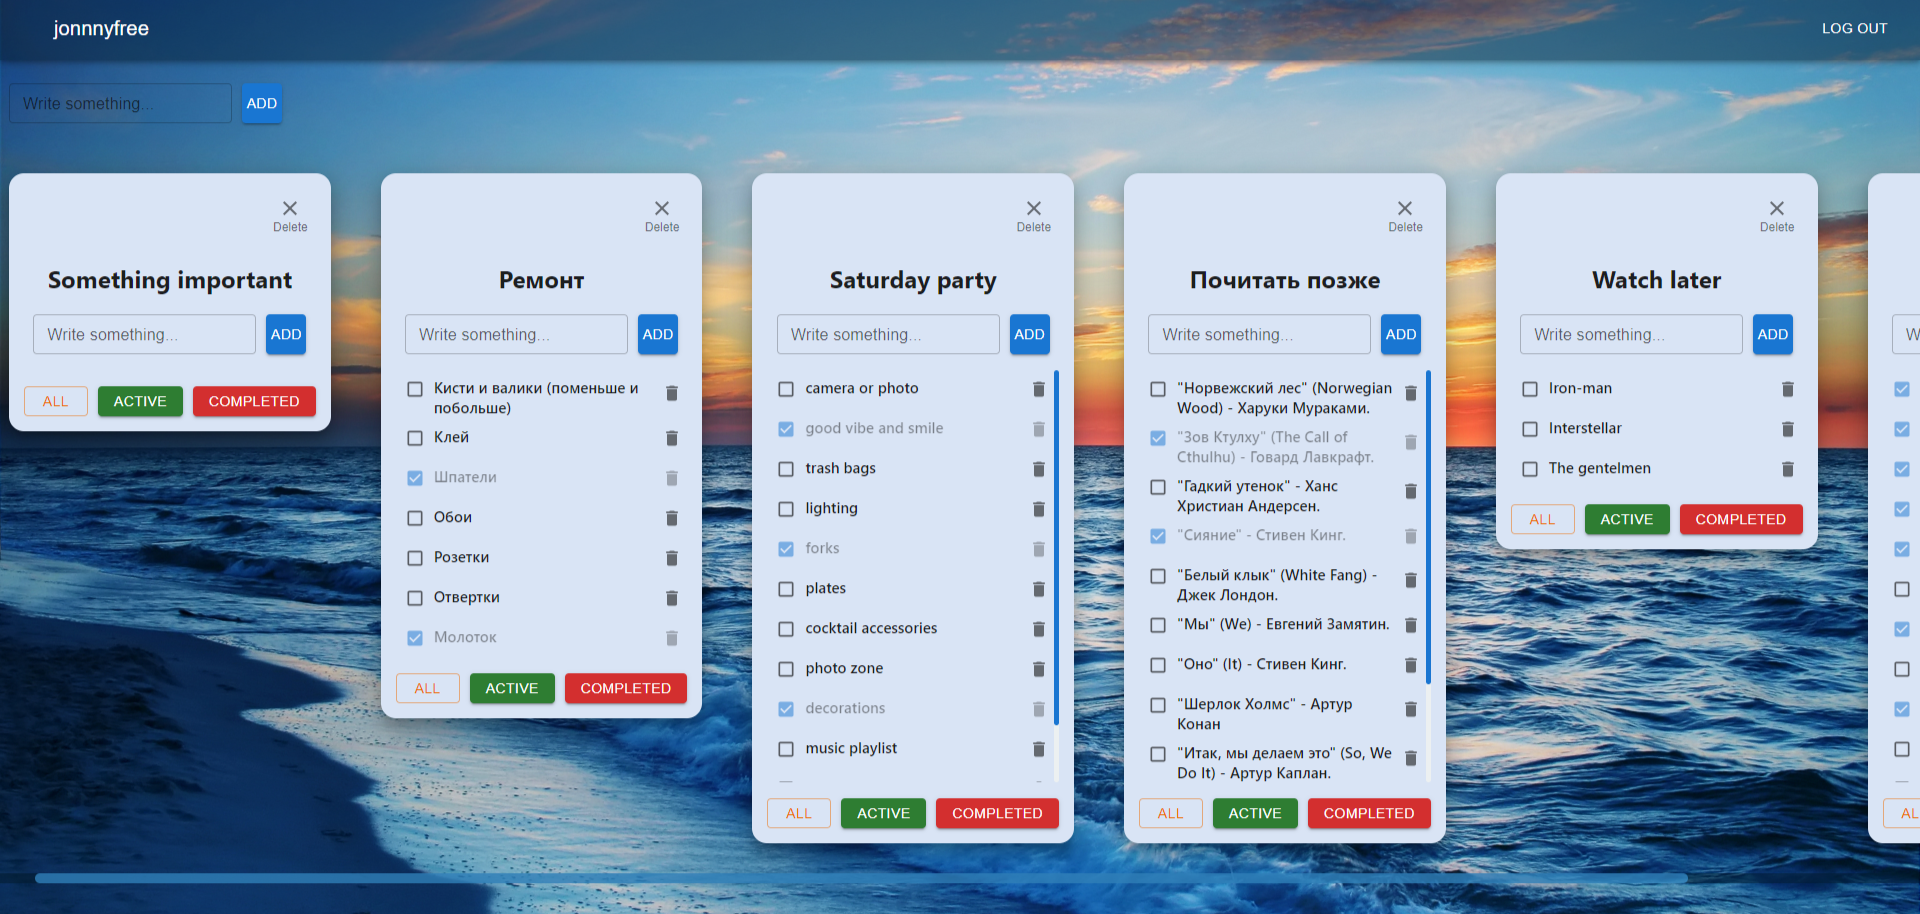 jonnnyfree
LOG OUT
Write something...
ADD
Delete
Something important
Write something...
ADD
ALL
ACTIVE
COMPLETED
Delete
Ремонт
Write something...
ADD
Кисти и валики (поменьше и
побольше)
Клей
Шпатели
Обои
Розетки
Отвертки
Молоток
ALL
ACTIVE
COMPLETED
Delete
Saturday party
Write something...
ADD
camera or photo
good vibe and smile
trash bags
lighting
forks
plates
cocktail accessories
photo zone
decorations
music playlist
ALL
ACTIVE
COMPLETED
Delete
Почитать позже
Write something...
ADD
"Норвежский лес" (Norwegian
Wood) - Харуки Мураками.
"Зов Ктулху" (The Call of
Cthulhu) - Говард Лавкрафт.
"Гадкий утенок" - Ханс
Христиан Андерсен.
"Сияние" - Стивен Кинг.
"Белый клык" (White Fang) -
Джек Лондон.
"Мы" (We) - Евгений Замятин.
"Оно" (It) - Стивен Кинг.
"Шерлок Холмс" - Артур
Конан
"Итак, мы делаем это" (So, We
Do It) - Артур Каплан.
ALL
ACTIVE
COMPLETED
Delete
Watch later
Write something...
ADD
Iron-man
Interstellar
The gentelmen
ALL
ACTIVE
COMPLETED
W
AL